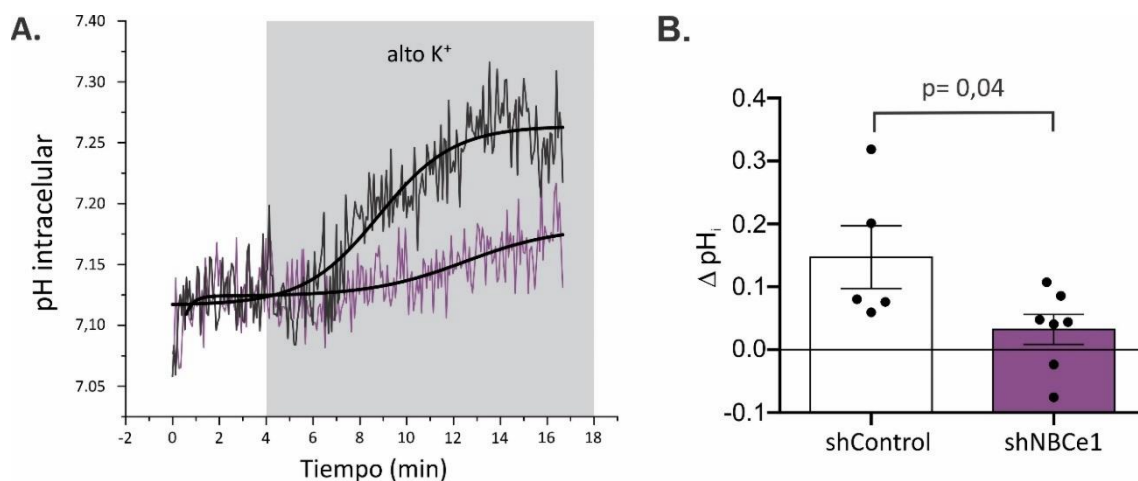 A.
pH intracelular
7.40
7.35
7.30
7.25
7.20
7.15
7.10
7.05
alto K⁺
-2 0 2 4 6 8 10 12 14 16 18
Tiempo (min)
B.
p= 0,04
Δ pHᵢ
0.4
0.3
0.2
0.1
0.0
-0.1
shControl shNBCe1